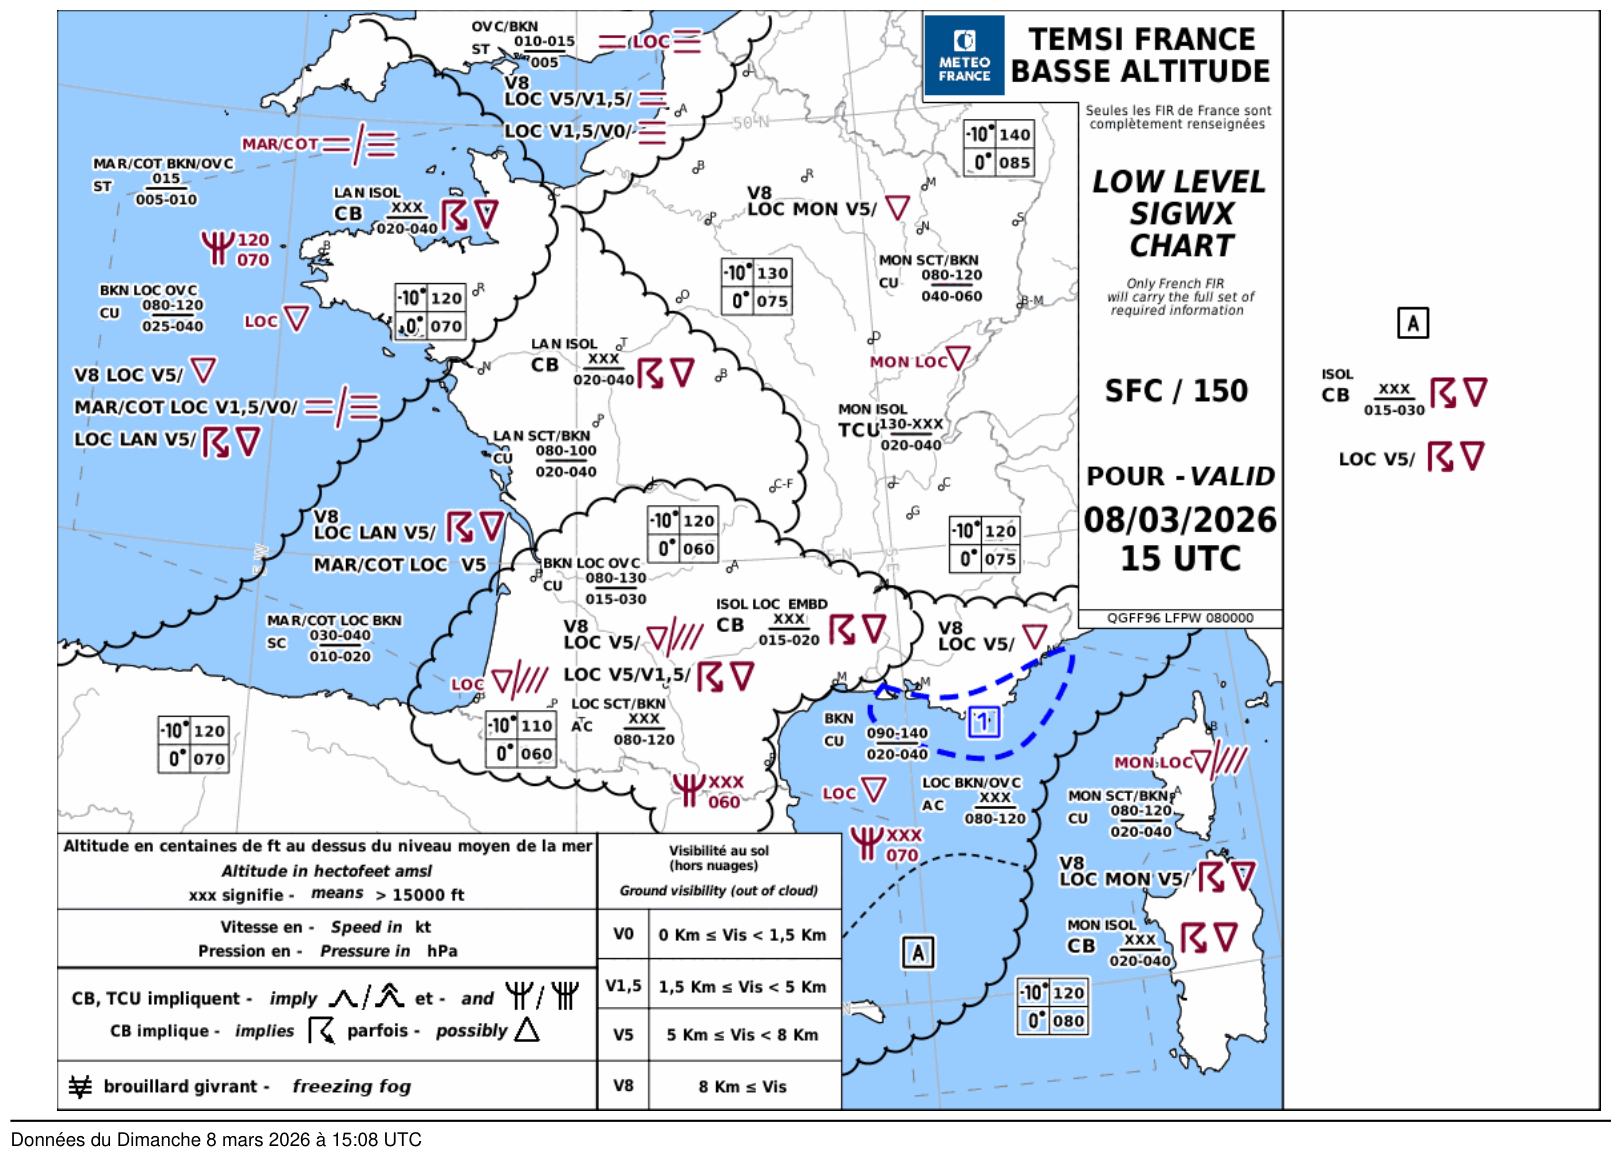 OVC/BKN
ST 010-015
005
LOC
V8
LOC V5/V1,5/
LOC V1,5/V0/
MAR/COT
MAR/COT BKN/OVC
ST 015
005-010
LAN ISOL
CB XXX
020-040
120
070
BKN LOC OVC
CU 080-120
025-040
LOC
-10° 120
0° 070
V8 LOC V5/
MAR/COT LOC V1,5/V0/
LOC LAN V5/
50°N
V8
LOC MON V5/
-10° 140
0° 085
-10° 130
0° 075
MON SCT/BKN
CU 080-120
040-060
LAN ISOL
CB XXX
020-040
MON LOC
MON ISOL
TCU 130-XXX
020-040
LAN SCT/BKN
CU 080-100
020-040
V8
LOC LAN V5/
MAR/COT LOC V5
-10° 120
0° 060
-10° 120
0° 075
BKN LOC OVC
CU 080-130
015-030
ISOL LOC EMBD
CB XXX
015-020
V8
LOC V5/
LOC V5/V1,5/
V8
LOC V5/
MAR/COT LOC BKN
SC 030-040
010-020
LOC
LOC SCT/BKN
AC XXX
080-120
-10° 120
0° 070
-10° 110
0° 060
XXX
060
1
BKN
CU 090-140
020-040
LOC
LOC BKN/OVC
AC XXX
080-120
XXX
070
MON LOC
MON SCT/BKN
CU 080-120
020-040
V8
LOC MON V5/
MON ISOL
CB XXX
020-040
A
-10° 120
0° 080
METEO
FRANCE
TEMSI FRANCE
BASSE ALTITUDE
Seules les FIR de France sont
complètement renseignées
LOW LEVEL
SIGWX
CHART
Only French FIR
will carry the full set of
required information
SFC / 150
POUR - VALID
08/03/2026
15 UTC
QGFF96 LFPW 080000
A
ISOL
CB XXX
015-030
LOC V5/
Altitude en centaines de ft au dessus du niveau moyen de la mer
Altitude in hectofeet amsl
xxx signifie - means > 15000 ft
Vitesse en - Speed in kt
Pression en - Pressure in hPa
CB, TCU impliquent - imply / et - and /
CB implique - implies parfois - possibly
brouillard givrant - freezing fog
Visibilité au sol
(hors nuages)
Ground visibility (out of cloud)
V0 0 Km ≤ Vis < 1,5 Km
V1,5 1,5 Km ≤ Vis < 5 Km
V5 5 Km ≤ Vis < 8 Km
V8 8 Km ≤ Vis
Données du Dimanche 8 mars 2026 à 15:08 UTC